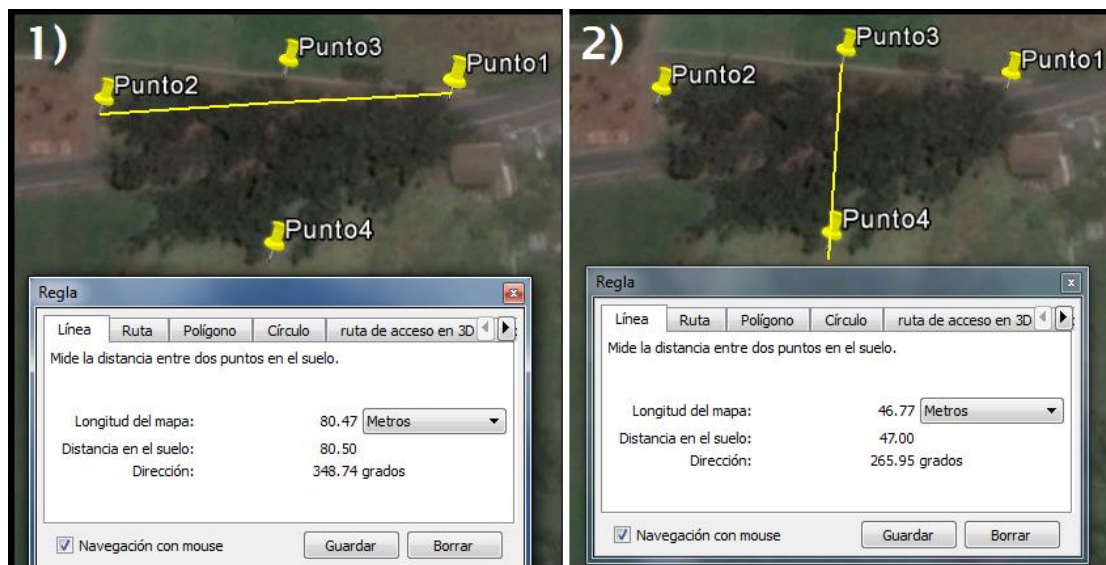 1)
Punto3
Punto1
Punto2
Punto4
Regla
Línea Ruta Polígono Círculo ruta de acceso en 3D
Mide la distancia entre dos puntos en el suelo.
Longitud del mapa: 80.47 Metros
Distancia en el suelo: 80.50
Dirección: 348.74 grados
Navegación con mouse Guardar Borrar
2)
Punto3
Punto1
Punto2
Punto4
Regla
Línea Ruta Polígono Círculo ruta de acceso en 3D
Mide la distancia entre dos puntos en el suelo.
Longitud del mapa: 46.77 Metros
Distancia en el suelo: 47.00
Dirección: 265.95 grados
Navegación con mouse Guardar Borrar